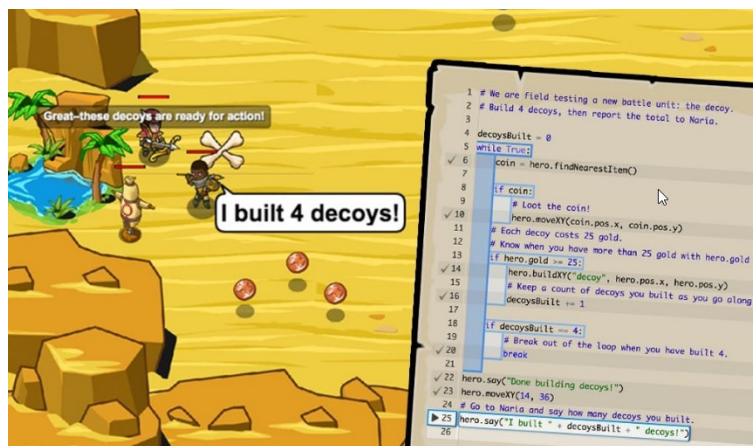 Great–these decoys are ready for action!
I built 4 decoys!
1 # We are field testing a new battle unit: the decoy.
2 # Build 4 decoys, then report the total to Naria.
3
4 decoysBuilt = 0
5 while True:
6 coin = hero.findNearestItem()
7
8 if coin:
9 # Loot the coin!
10 hero.moveXY(coin.pos.x, coin.pos.y)
11 # Each decoy costs 25 gold.
12 # Know when you have more than 25 gold with hero.gold
13 if hero.gold >= 25:
14 hero.buildXY("decoy", hero.pos.x, hero.pos.y)
15 # Keep a count of decoys you built as you go along
16 decoysBuilt += 1
17
18 if decoysBuilt == 4:
19 # Break out of the loop when you have built 4.
20 break
21
22 hero.say("Done building decoys!")
23 hero.moveXY(14, 36)
24 # Go to Naria and say how many decoys you built.
25 hero.say("I built " + decoysBuilt + " decoys!")
26